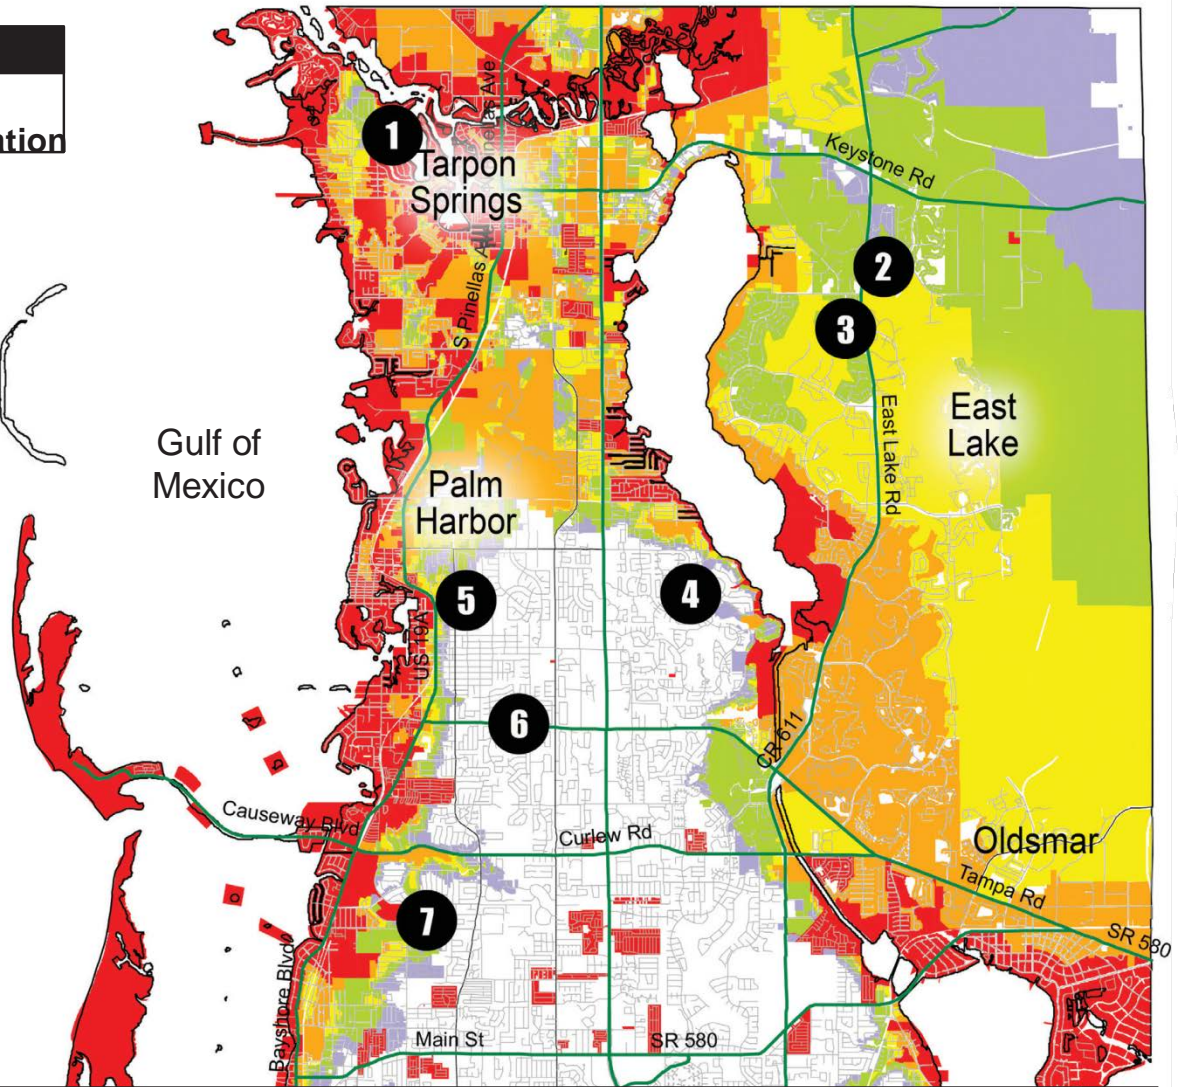 ation
1
Tarpon
Springs
Pinellas Ave
Keystone Rd
2
3
S Pinellas A
East Lake Rd
East
Lake
Gulf of
Mexico
Palm
Harbor
5
4
US 19A
6
CR 611
Causeway Blvd
Curlew Rd
Oldsmar
Tampa Rd
7
SR 580
Bayshore Blvd
Main St
SR 580